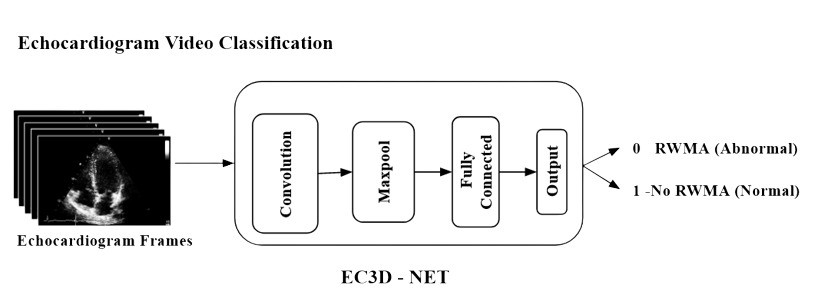 Echocardiogram Video Classification
Echocardiogram Frames
Convolution
Maxpool
Fully
Connected
Output
0 RWMA (Abnormal)
1 -No RWMA (Normal)
EC3D - NET